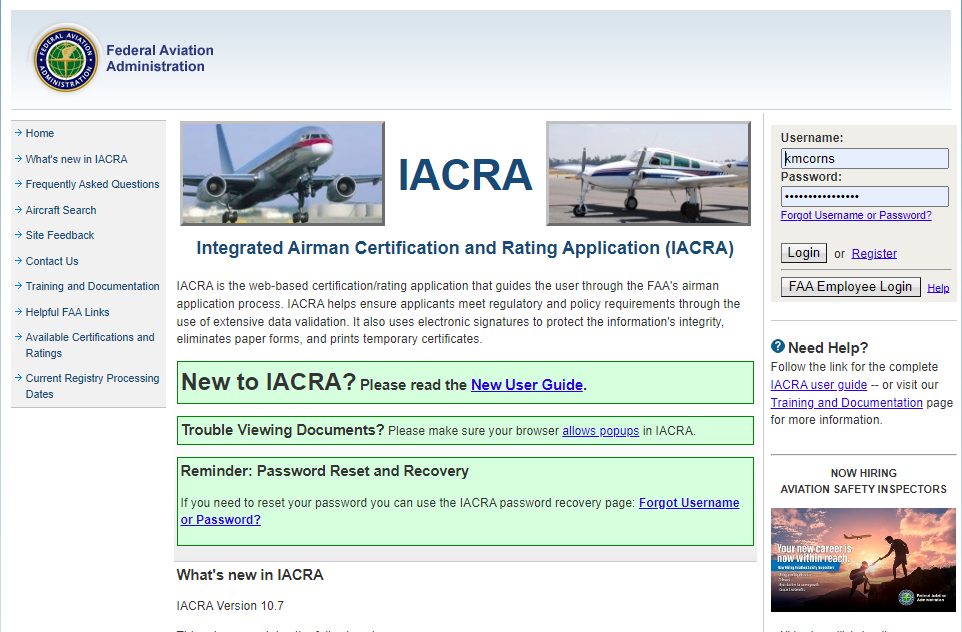 FEDERAL AVIATION
ADMINISTRATION
Federal Aviation
Administration
Home
What's new in IACRA
Frequently Asked Questions
Aircraft Search
Site Feedback
Contact Us
Training and Documentation
Helpful FAA Links
Available Certifications and
Ratings
Current Registry Processing
Dates
IACRA
Integrated Airman Certification and Rating Application (IACRA)
IACRA is the web-based certification/rating application that guides the user through the FAA's airman
application process. IACRA helps ensure applicants meet regulatory and policy requirements through the
use of extensive data validation. It also uses electronic signatures to protect the information's integrity,
eliminates paper forms, and prints temporary certificates.
New to IACRA? Please read the New User Guide.
Trouble Viewing Documents? Please make sure your browser allows popups in IACRA.
Reminder: Password Reset and Recovery
If you need to reset your password you can use the IACRA password recovery page: Forgot Username
or Password?
What's new in IACRA
IACRA Version 10.7
Username:
kmcorns
Password:
••••••••••••••••
Forgot Username or Password?
Login or Register
FAA Employee Login Help
Need Help?
Follow the link for the complete
IACRA user guide -- or visit our
Training and Documentation page
for more information.
NOW HIRING
AVIATION SAFETY INSPECTORS
Your new career is
now within reach.
Federal Aviation
Administration